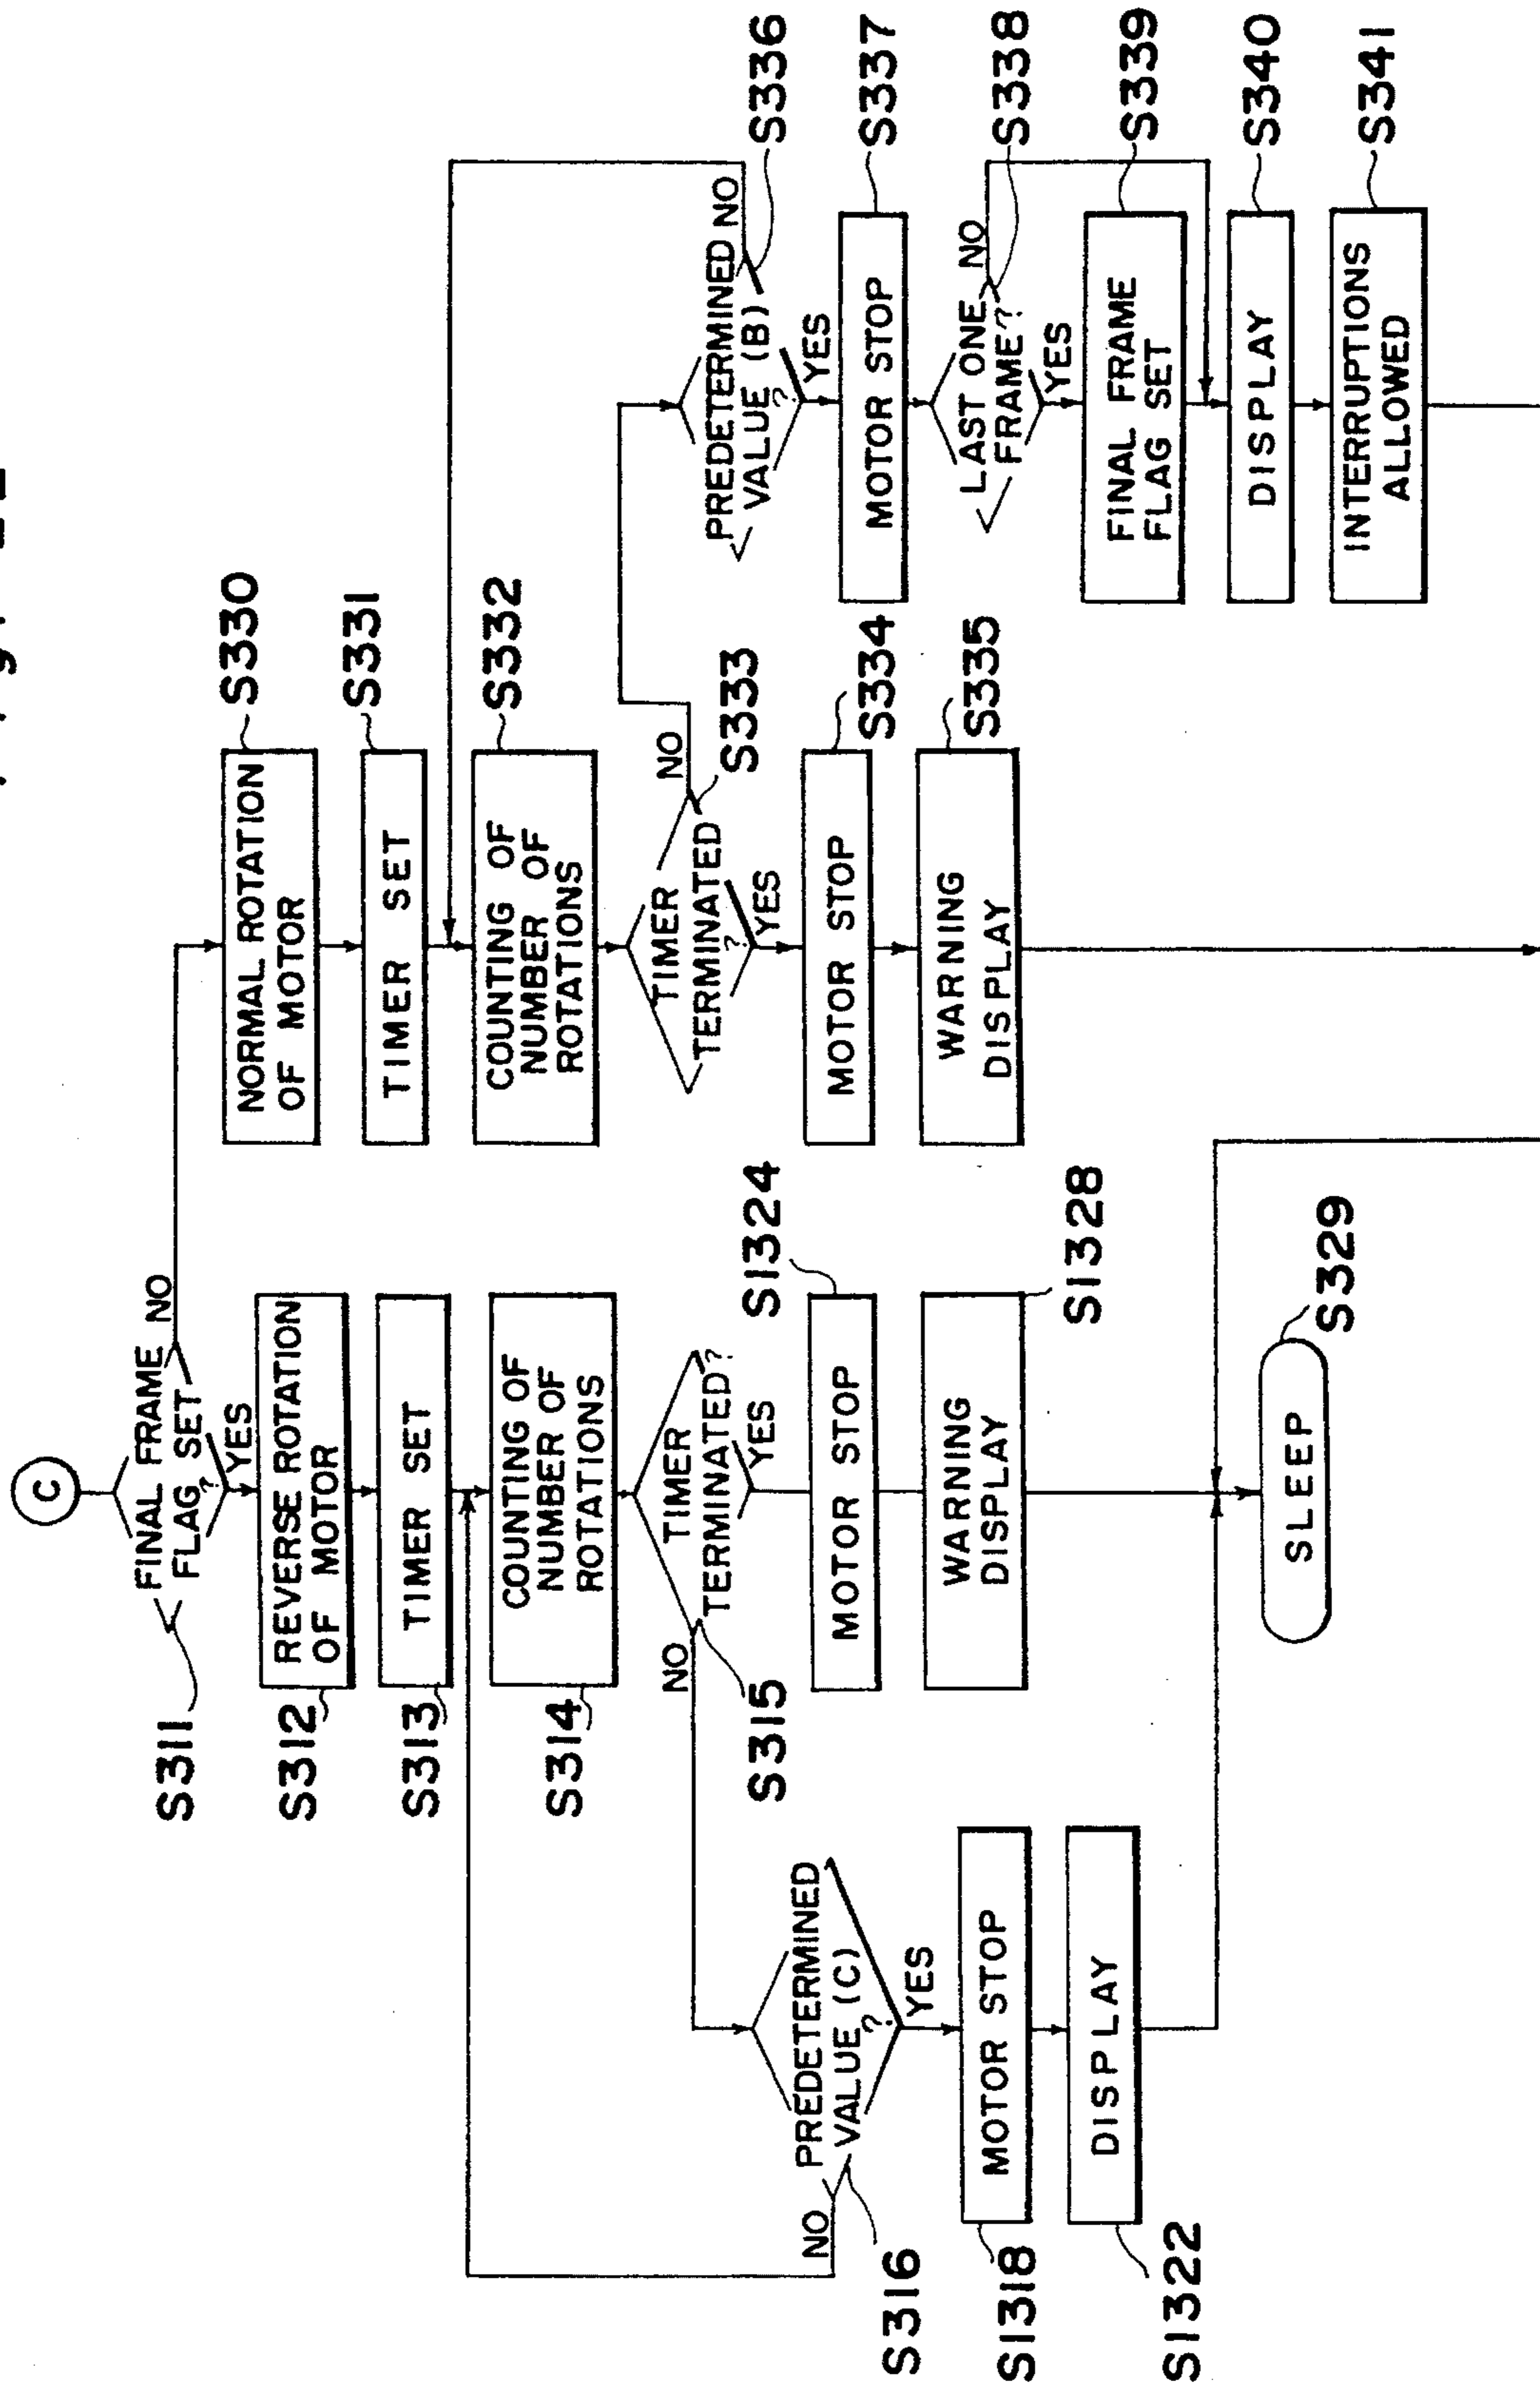 C
FINAL FRAME
FLAG SET
?
NO
YES
S311
REVERSE ROTATION
OF MOTOR
S312
TIMER SET
S313
COUNTING OF
NUMBER OF
ROTATIONS
S314
TIMER
TERMINATED?
NO
YES
S315
PREDETERMINED
VALUE (C)
?
NO
YES
S316
MOTOR STOP
S1318
DISPLAY
S1322
MOTOR STOP
S1324
WARNING
DISPLAY
S1328
SLEEP
S329
NORMAL ROTATION
OF MOTOR
S330
TIMER SET
S331
COUNTING OF
NUMBER OF
ROTATIONS
S332
TIMER
TERMINATED
?
NO
YES
S333
MOTOR STOP
S334
WARNING
DISPLAY
S335
PREDETERMINED
VALUE (B)
?
NO
YES
S336
MOTOR STOP
S337
LAST ONE
FRAME?
NO
YES
S338
FINAL FRAME
FLAG SET
S339
DISPLAY
S340
INTERRUPTIONS
ALLOWED
S341